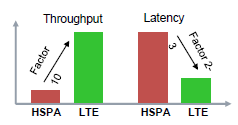 Throughput
Latency
Factor
10
Factor 2-
3
HSPA
LTE
HSPA
LTE